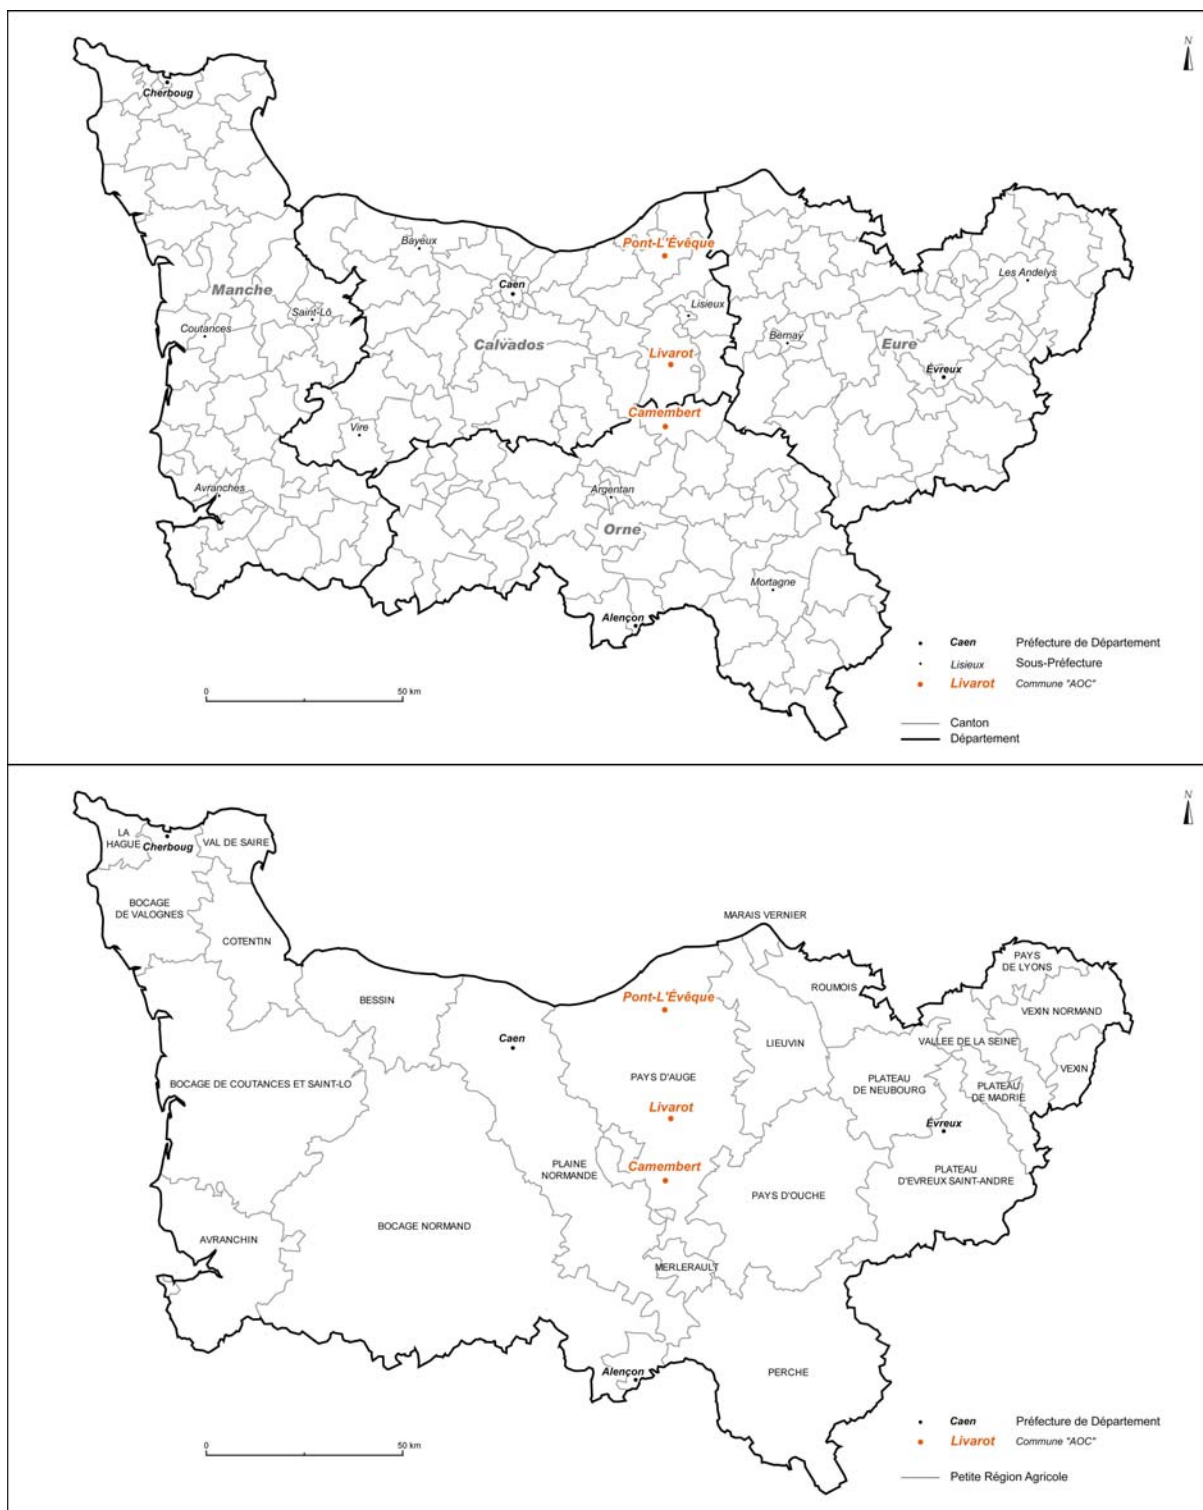 N
Cherboug
Pont-L'Évêque
Bayeux
Les Andelys
Caen
Manche
Lisieux
Saint-Lô
Coutances
Bernay
Calvados
Eure
Livarot
Évreux
Camembert
Vire
Avranches
Argentan
Orne
Mortagne
Alençon
0 50 km
Caen Préfecture de Département
Lisieux Sous-Préfecture
Livarot Commune "AOC"
Canton
Département
N
LA
HAGUE
Cherboug
VAL DE SAIRE
BOCAGE
DE VALOGNES
COTENTIN
MARAIS VERNIER
PAYS
DE LYONS
BESSIN
Pont-L'Évêque
ROUMOIS
VEXIN NORMAND
Caen
LIEUVIN
VALLEE DE LA SEINE
VEXIN
BOCAGE DE COUTANCES ET SAINT-LO
PAYS D'AUGE
PLATEAU
DE NEUBOURG
PLATEAU
DE MADRIE
Livarot
Évreux
PLAINE
NORMANDE
Camembert
PLATEAU
D'EVREUX SAINT-ANDRE
PAYS D'OUCHE
BOCAGE NORMAND
AVRANCHIN
MERLERAULT
Alençon
PERCHE
0 50 km
Caen Préfecture de Département
Livarot Commune "AOC"
Petite Région Agricole